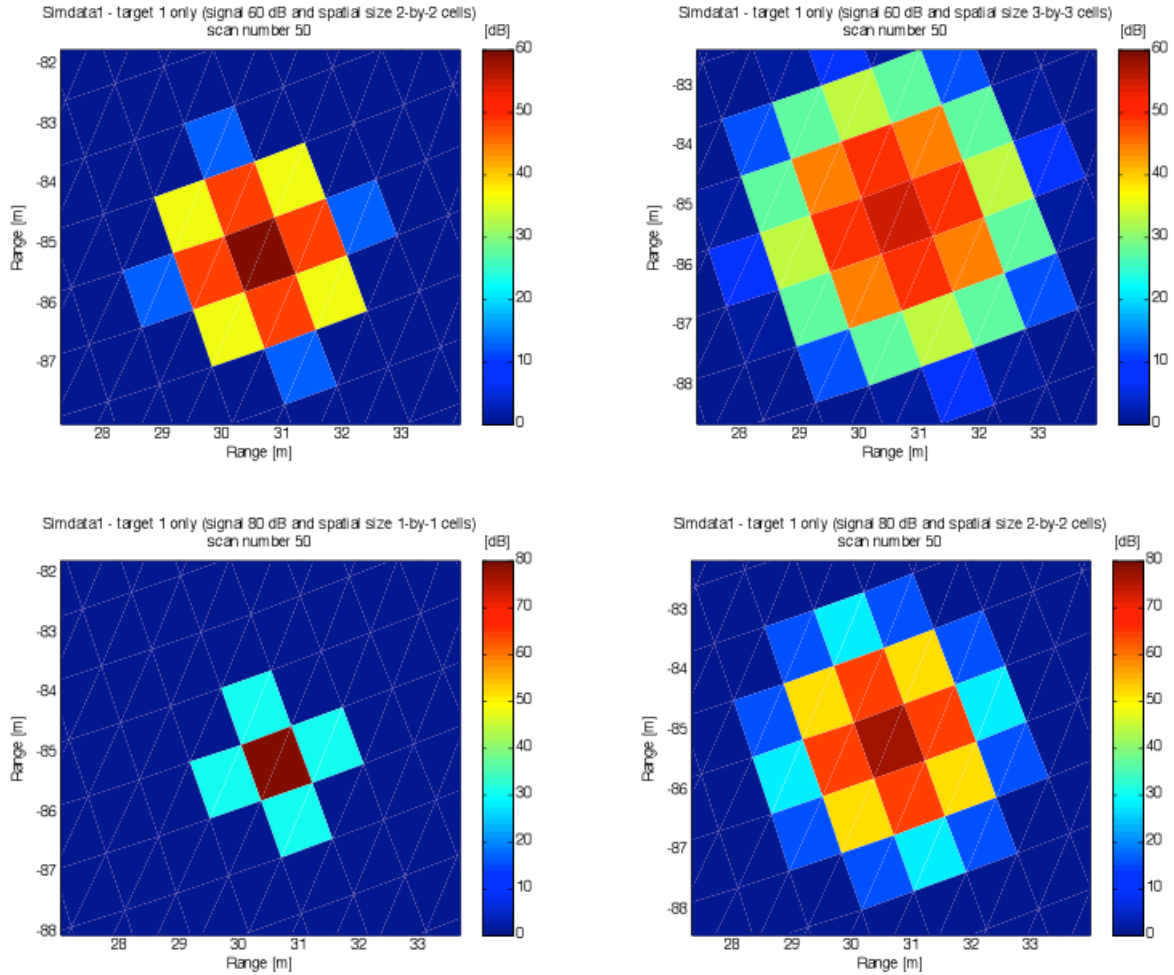 Simdata1 - target 1 only (signal 60 dB and spatial size 2-by-2 cells)
scan number 50
[dB]
60
50
40
30
20
10
0
-82
-83
-84
-85
-86
-87
Range [m]
28 29 30 31 32 33
Range [m]
Simdata1 - target 1 only (signal 60 dB and spatial size 3-by-3 cells)
scan number 50
[dB]
60
50
40
30
20
10
0
-83
-84
-85
-86
-87
-88
Range [m]
28 29 30 31 32 33
Range [m]
Simdata1 - target 1 only (signal 80 dB and spatial size 1-by-1 cells)
scan number 50
[dB]
80
70
60
50
40
30
20
10
0
-82
-83
-84
-85
-86
-87
-88
Range [m]
28 29 30 31 32 33
Range [m]
Simdata1 - target 1 only (signal 80 dB and spatial size 2-by-2 cells)
scan number 50
[dB]
80
70
60
50
40
30
20
10
0
-83
-84
-85
-86
-87
-88
Range [m]
28 29 30 31 32 33
Range [m]